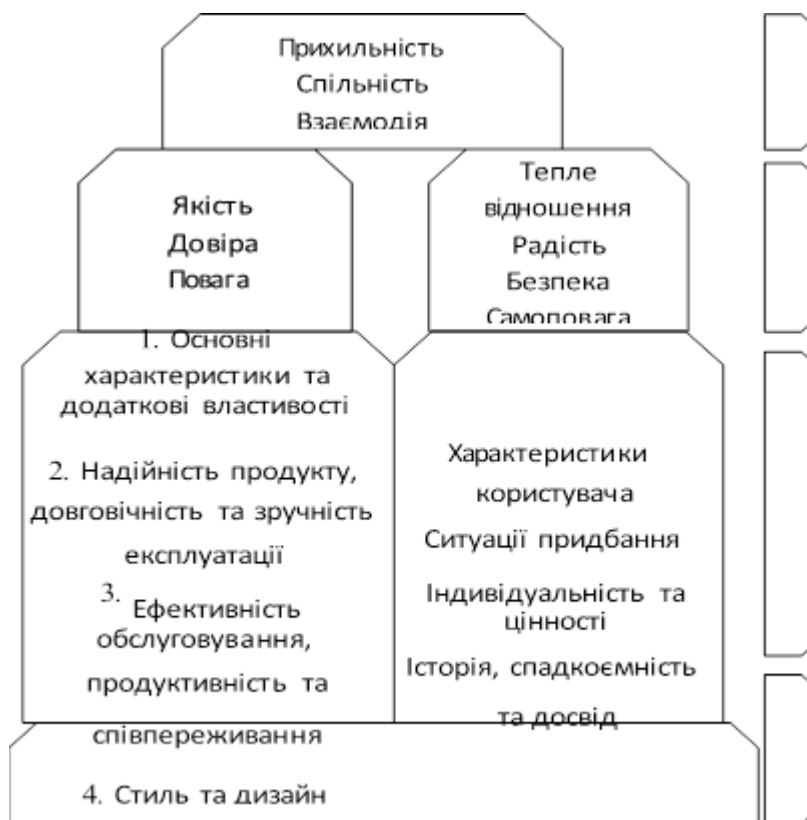 Прихильність
Спільність
Взаємодія
Якість
Довіра
Повага
Тепле
відношення
Радість
Безпека
Самоповага
1. Основні
характеристики та
додаткові властивості
2. Надійність продукту,
довговічність та зручність
експлуатації
3. Ефективність
обслуговування,
продуктивність та
співпереживання
4. Стиль та дизайн
Характеристики
користувача
Ситуації придбання
Індивідуальність та
цінності
Історія, спадкоємність
та досвід